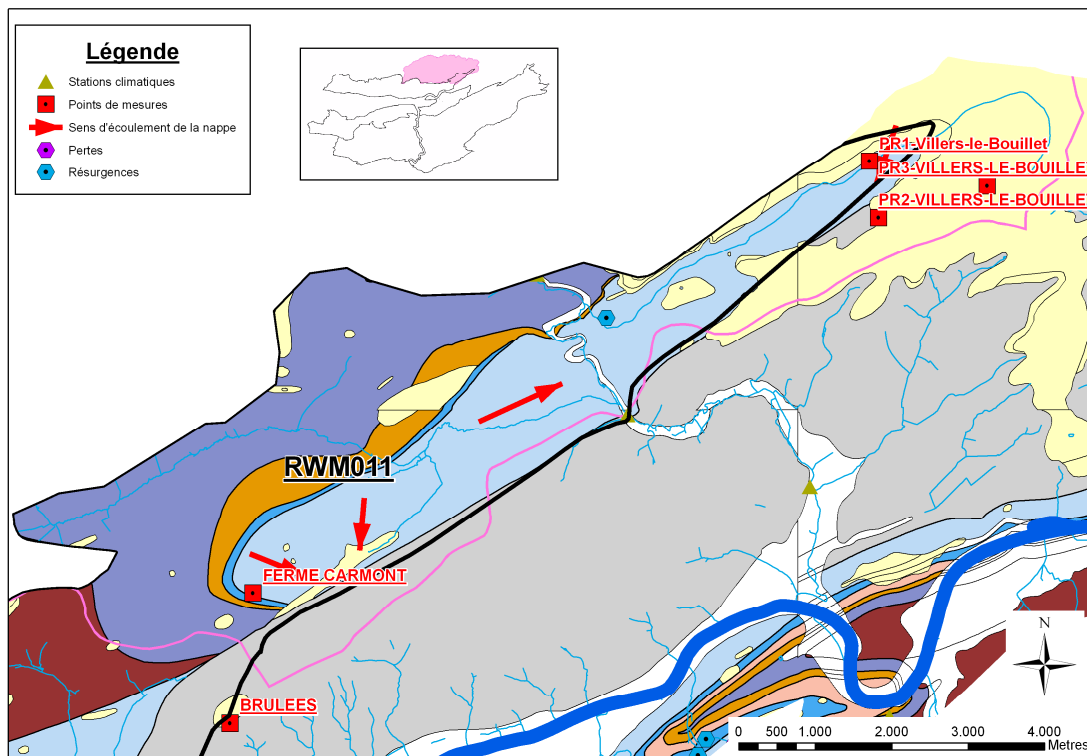 Légende
Stations climatiques
Points de mesures
Sens d'écoulement de la nappe
Pertes
Résurgences
PR1-Villers-le-Bouillet
PR3-VILLERS-LE-BOUILLET
PR2-VILLERS-LE-BOUILLET
RWM011
FERME CARMONT
BRULEES
N
0 500 1.000 2.000 3.000 4.000
Metres